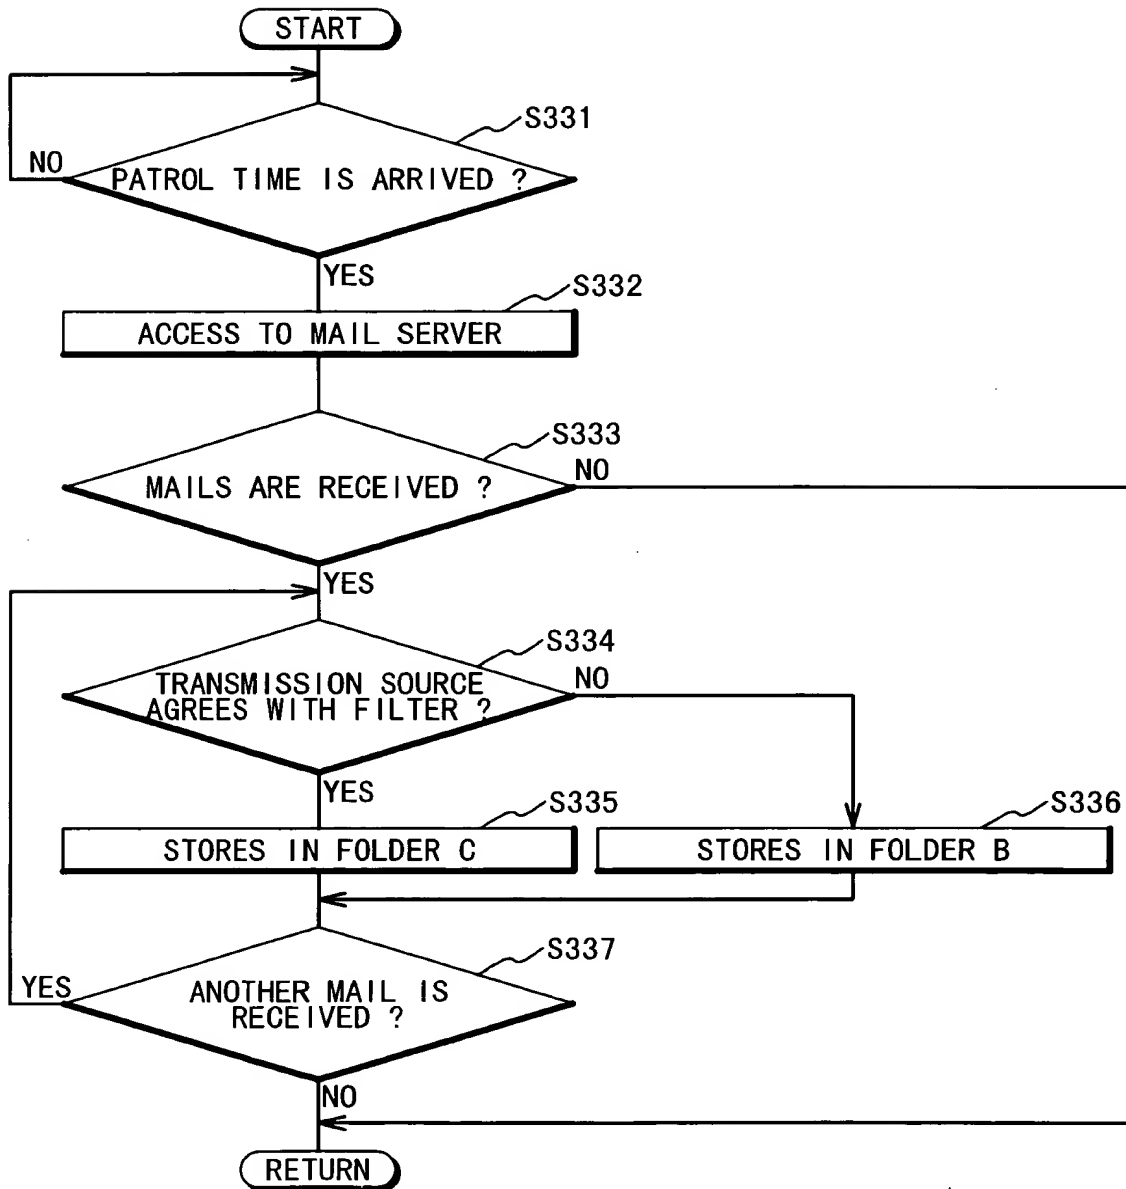 START
S331
NO
PATROL TIME IS ARRIVED ?
YES
S332
ACCESS TO MAIL SERVER
S333
NO
MAILS ARE RECEIVED ?
YES
S334
NO
TRANSMISSION SOURCE
AGREES WITH FILTER ?
YES
S335
S336
STORES IN FOLDER C
STORES IN FOLDER B
S337
YES
ANOTHER MAIL IS
RECEIVED ?
NO
RETURN